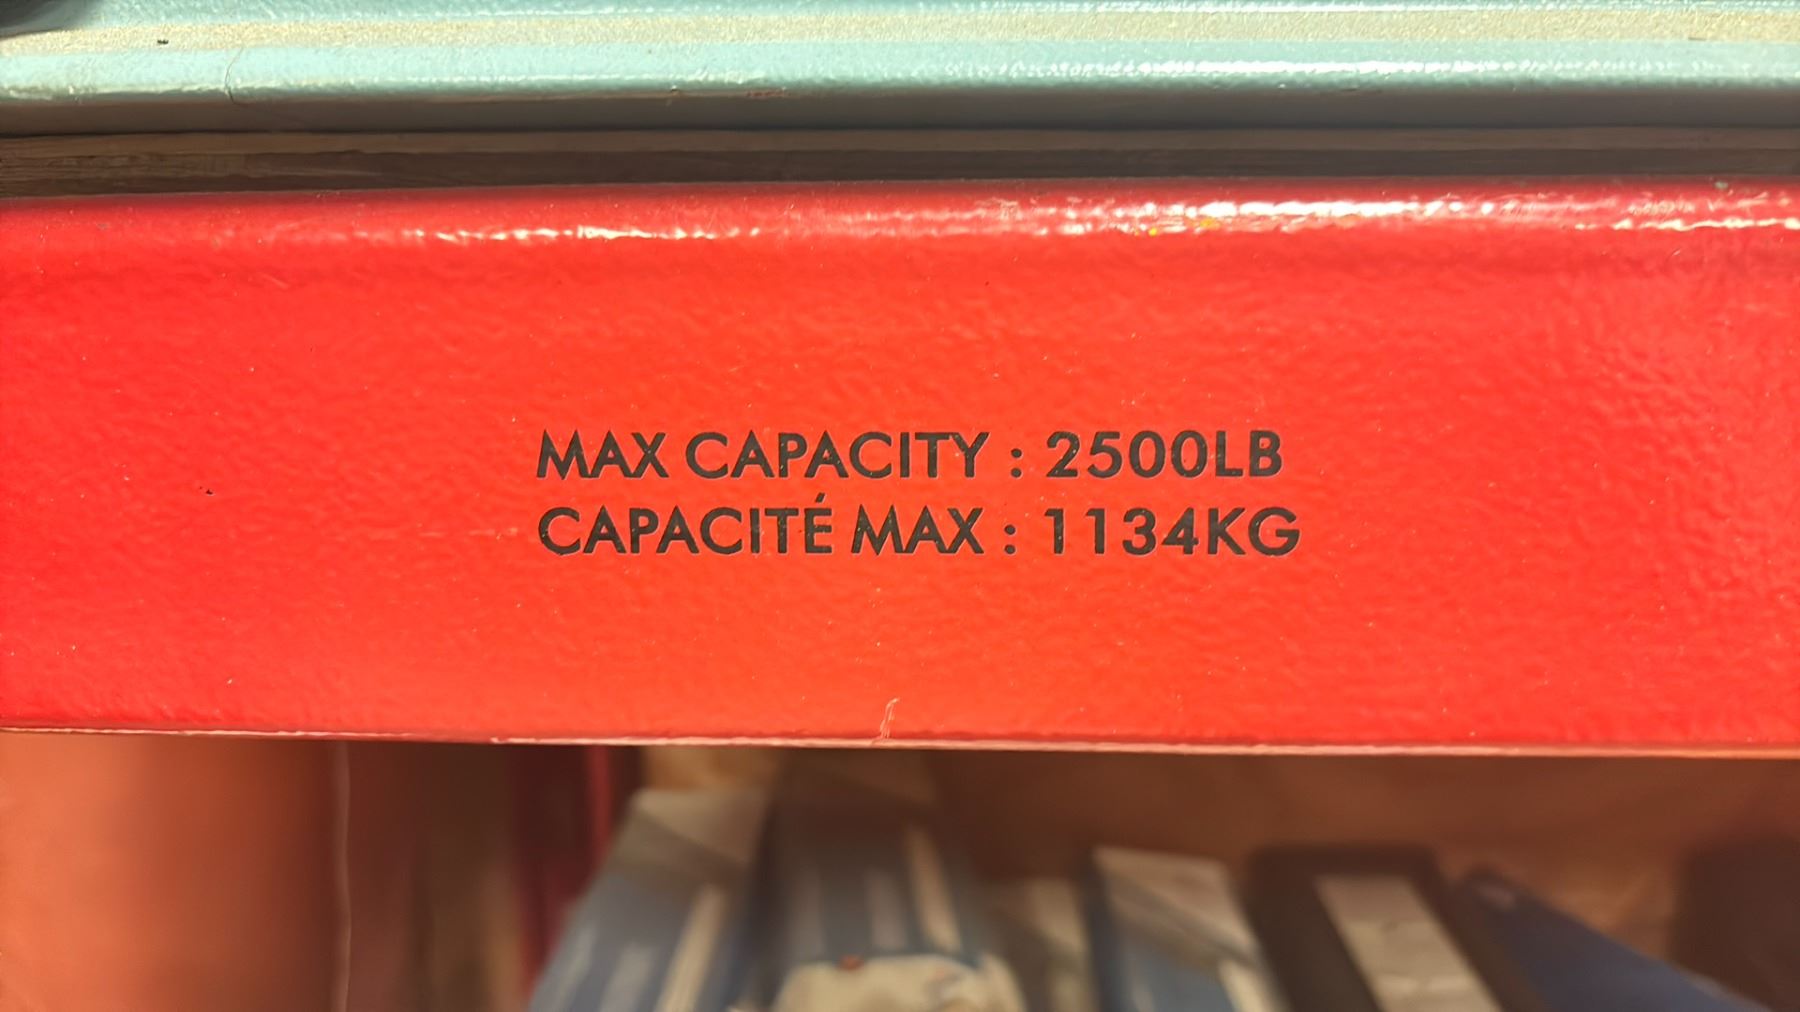 MAX CAPACITY : 2500LB
CAPACITÉ MAX : 1134KG